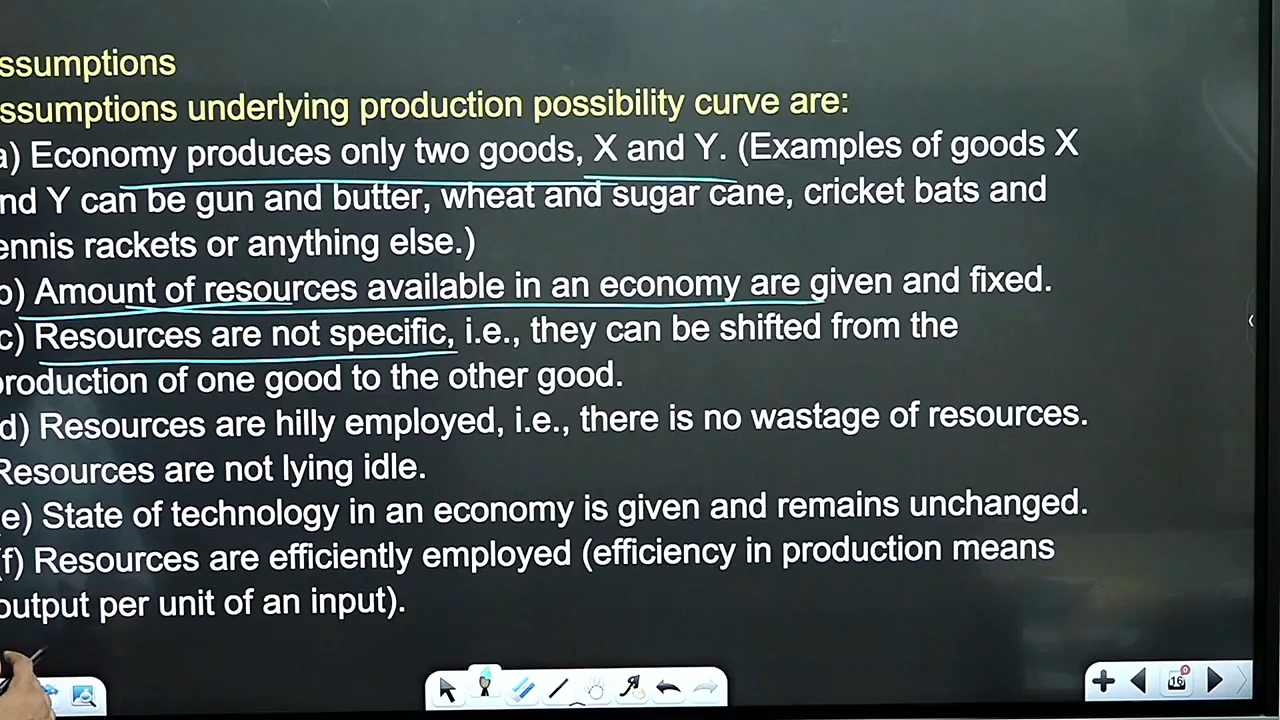 ssumptions
ssumptions underlying production possibility curve are:
a) Economy produces only two goods, X and Y. (Examples of goods X
nd Y can be gun and butter, wheat and sugar cane, cricket bats and
ennis rackets or anything else.)
b) Amount of resources available in an economy are given and fixed.
c) Resources are not specific, i.e., they can be shifted from the
production of one good to the other good.
d) Resources are hilly employed, i.e., there is no wastage of resources.
Resources are not lying idle.
(e) State of technology in an economy is given and remains unchanged.
(f) Resources are efficiently employed (efficiency in production means
output per unit of an input).
16